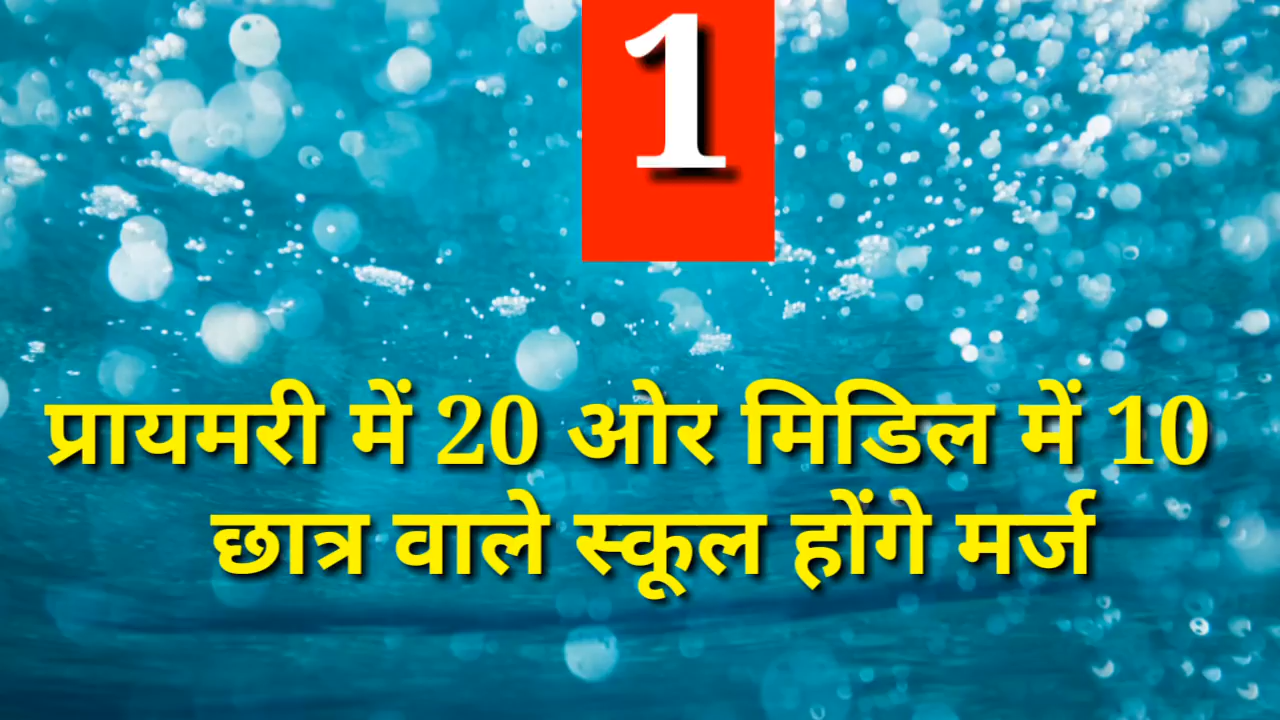 1
प्रायमरी में 20 ओर मिडिल में 10
छात्र वाले स्कूल होंगे मर्ज